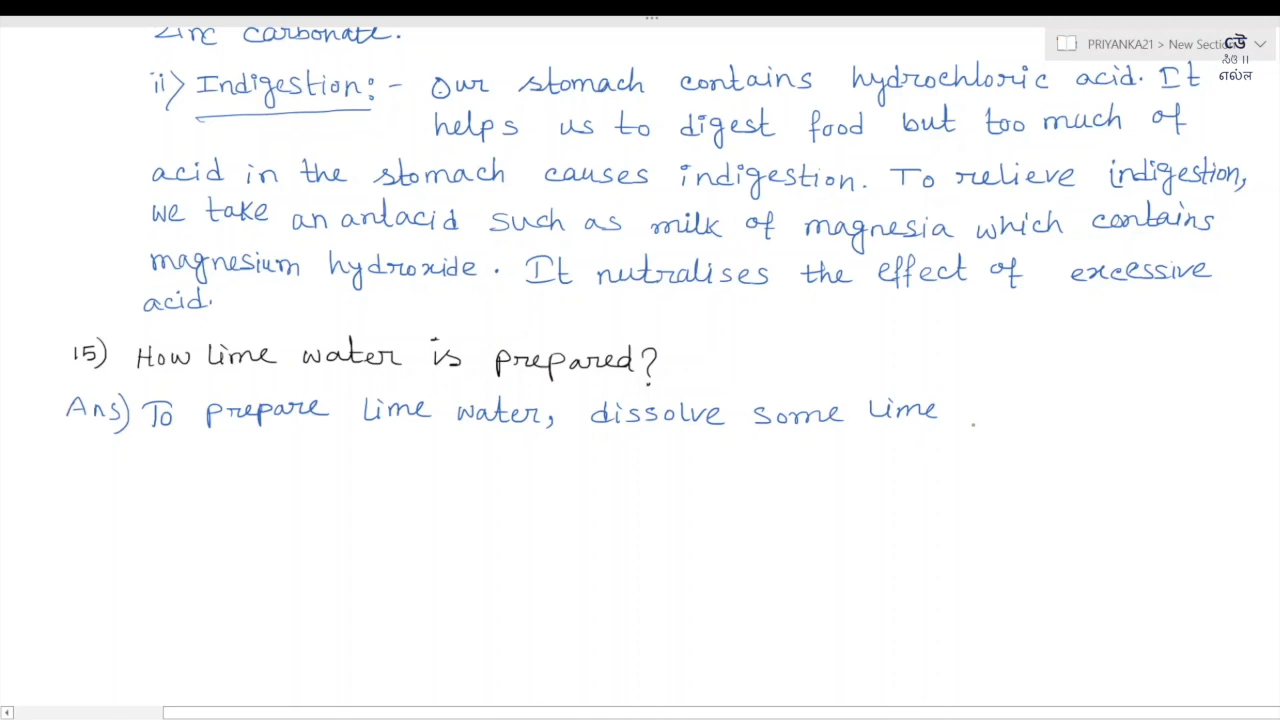 Zinc carbonate.
PRIYANKA21 > New Section
ii) Indigestion:- Our stomach contains hydrochloric acid. It
helps us to digest food but too much of
acid in the stomach causes indigestion. To relieve indigestion,
we take an antacid such as milk of magnesia which contains
magnesium hydroxide. It nutralises the effect of excessive
acid.
15) How lime water is prepared?
Ans) To prepare lime water, dissolve some lime